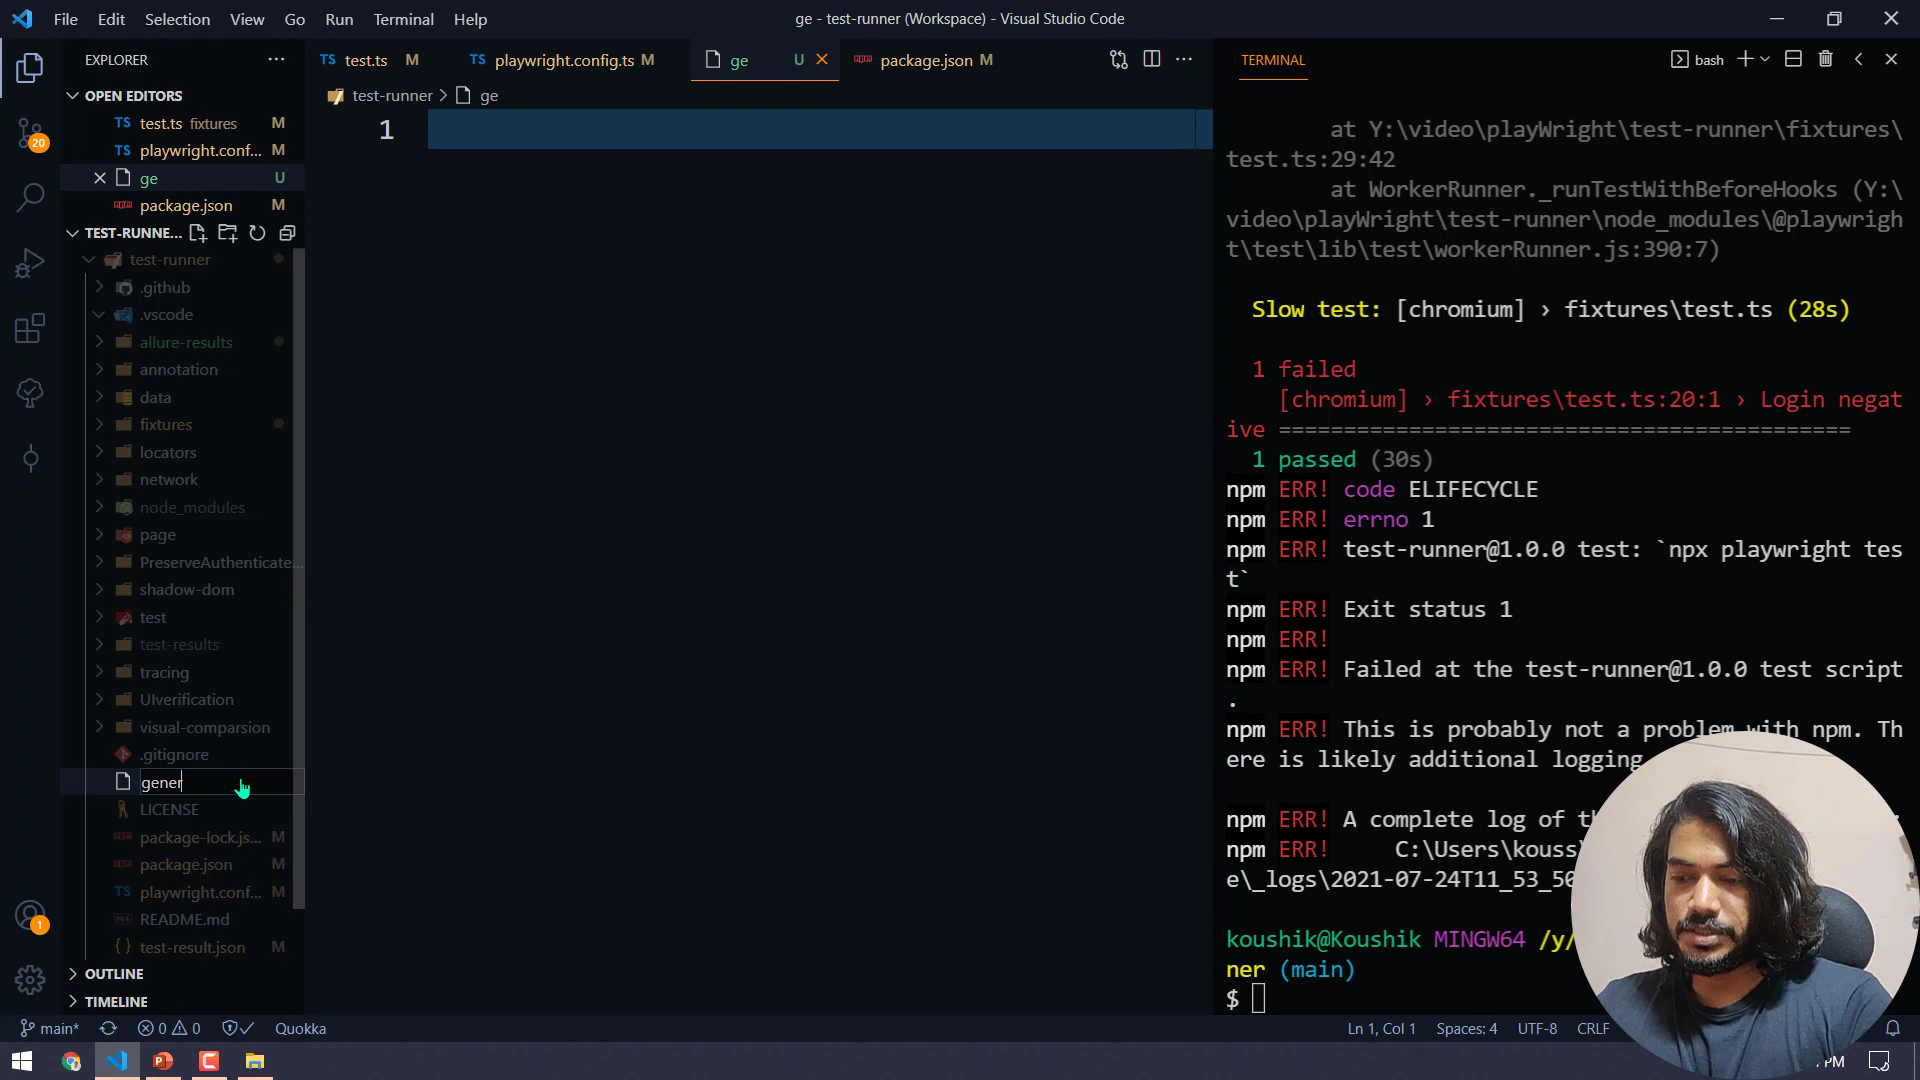 File Edit Selection View Go Run Terminal Help
ge - test-runner (Workspace) - Visual Studio Code
EXPLORER
OPEN EDITORS
TS test.ts fixtures M
TS playwright.conf... M
ge U
package.json M
TEST-RUNNE...
test-runner
.github
.vscode
allure-results
annotation
data
fixtures
locators
network
node_modules
page
PreserveAuthenticate...
shadow-dom
test
test-results
tracing
UIverification
visual-comparsion
.gitignore
gener
LICENSE
package-lock.js... M
package.json M
TS playwright.conf... M
README.md
{} test-result.json M
OUTLINE
TIMELINE
TS test.ts M
TS playwright.config.ts M
ge U
package.json M
test-runner > ge
1
TERMINAL
bash
at Y:\video\playWright\test-runner\fixtures\
test.ts:29:42
at WorkerRunner._runTestWithBeforeHooks (Y:\
video\playWright\test-runner\node_modules\@playwrigh
t\test\lib\test\workerRunner.js:390:7)
Slow test: [chromium] › fixtures\test.ts (28s)
1 failed
[chromium] › fixtures\test.ts:20:1 › Login negat
ive ===========================================
1 passed (30s)
npm ERR! code ELIFECYCLE
npm ERR! errno 1
npm ERR! test-runner@1.0.0 test: `npx playwright tes
t`
npm ERR! Exit status 1
npm ERR!
npm ERR! Failed at the test-runner@1.0.0 test script
.
npm ERR! This is probably not a problem with npm. Th
ere is likely additional logging
npm ERR! A complete log of
npm ERR! C:\Users\kouss
e\_logs\2021-07-24T11_53_50
koushik@Koushik MINGW64 /y/
ner (main)
$
main* 0 0 Quokka
Ln 1, Col 1 Spaces: 4 UTF-8 CRLF
20
1
PM